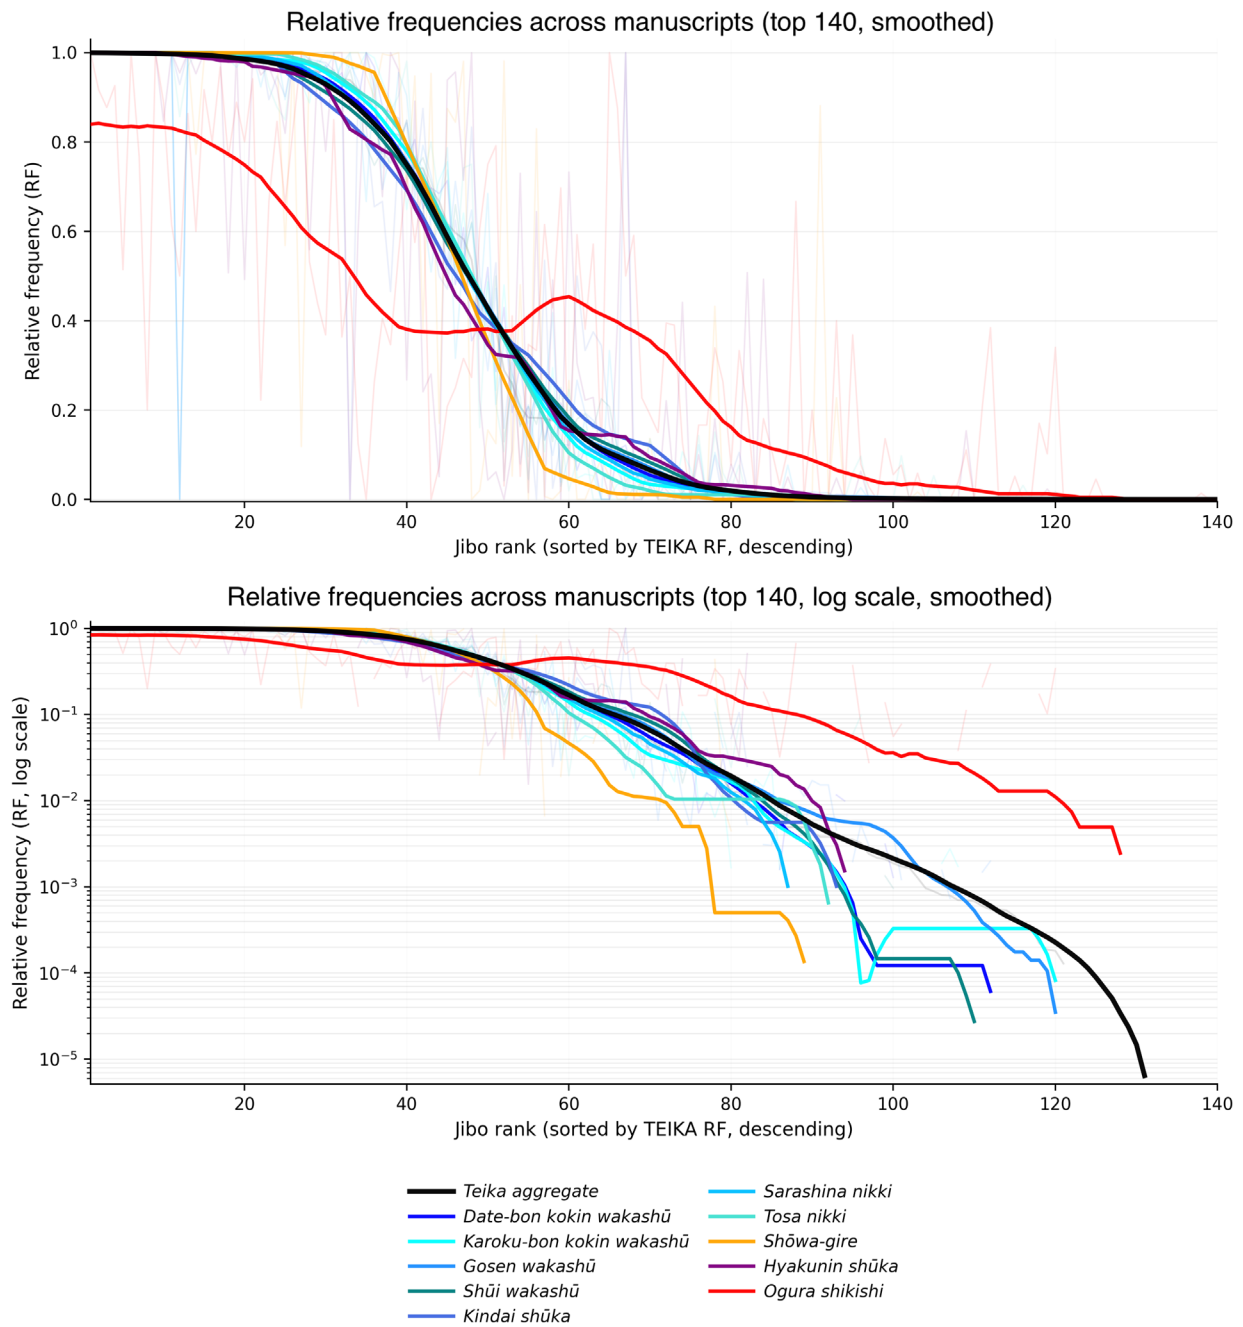 Relative frequencies across manuscripts (top 140, smoothed)
Relative frequency (RF)
1.0
0.8
0.6
0.4
0.2
0.0
20 40 60 80 100 120 140
Jibo rank (sorted by TEIKA RF, descending)
Relative frequencies across manuscripts (top 140, log scale, smoothed)
Relative frequency (RF, log scale)
10⁰
10⁻¹
10⁻²
10⁻³
10⁻⁴
10⁻⁵
20 40 60 80 100 120 140
Jibo rank (sorted by TEIKA RF, descending)
Teika aggregate
Date-bon kokin wakashū
Karoku-bon kokin wakashū
Gosen wakashū
Shūi wakashū
Kindai shūka
Sarashina nikki
Tosa nikki
Shōwa-gire
Hyakunin shūka
Ogura shikishi